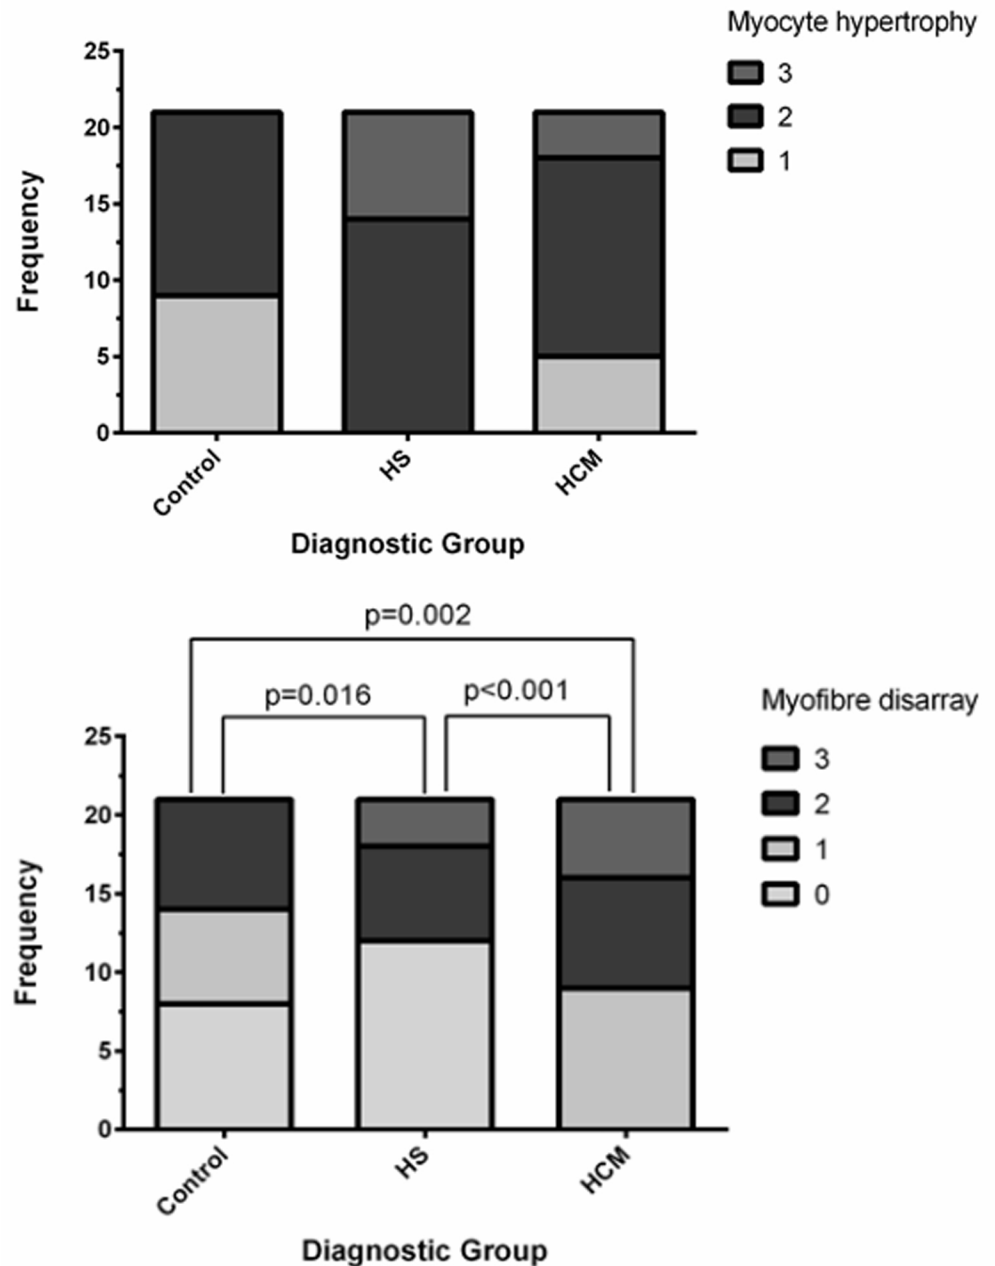 Myocyte hypertrophy
3
2
1
25
20
15
10
5
0
Frequency
Control
HS
HCM
Diagnostic Group
p=0.002
p=0.016
p<0.001
Myofibre disarray
3
2
1
0
25
20
15
10
5
0
Frequency
Control
HS
HCM
Diagnostic Group